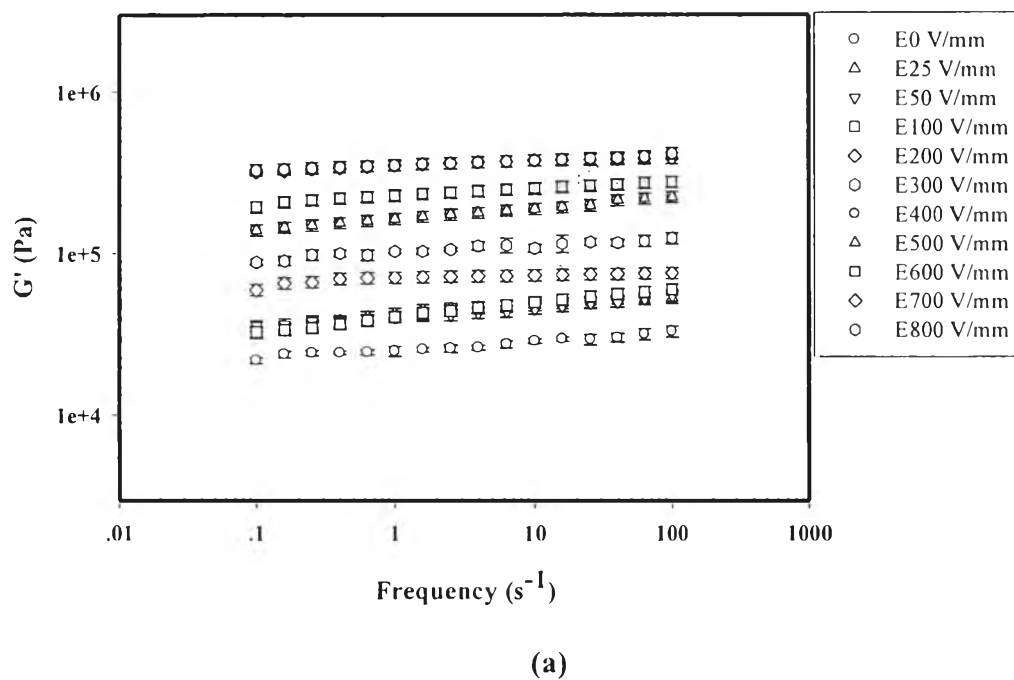 G' (Pa)
1e+6
1e+5
1e+4
.01
.1
1
10
100
1000
Frequency (s-1)
E0 V/mm
E25 V/mm
E50 V/mm
E100 V/mm
E200 V/mm
E300 V/mm
E400 V/mm
E500 V/mm
E600 V/mm
E700 V/mm
E800 V/mm
(a)